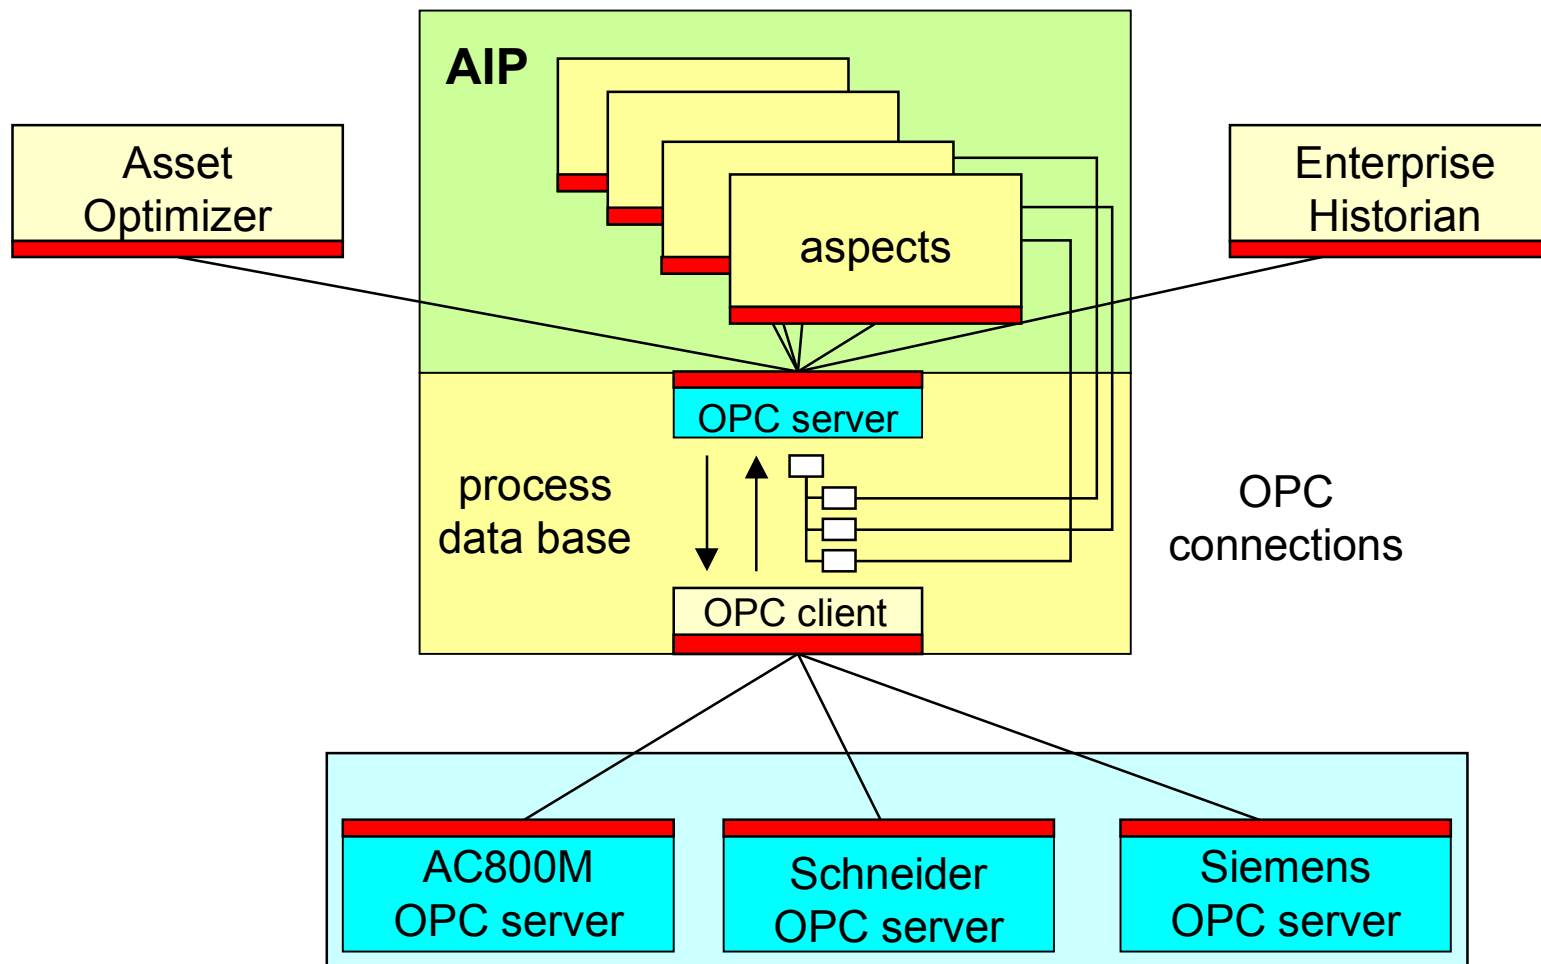 AIP
Asset
Optimizer
Enterprise
Historian
aspects
OPC server
process
data base
OPC
connections
OPC client
AC800M
OPC server
Schneider
OPC server
Siemens
OPC server